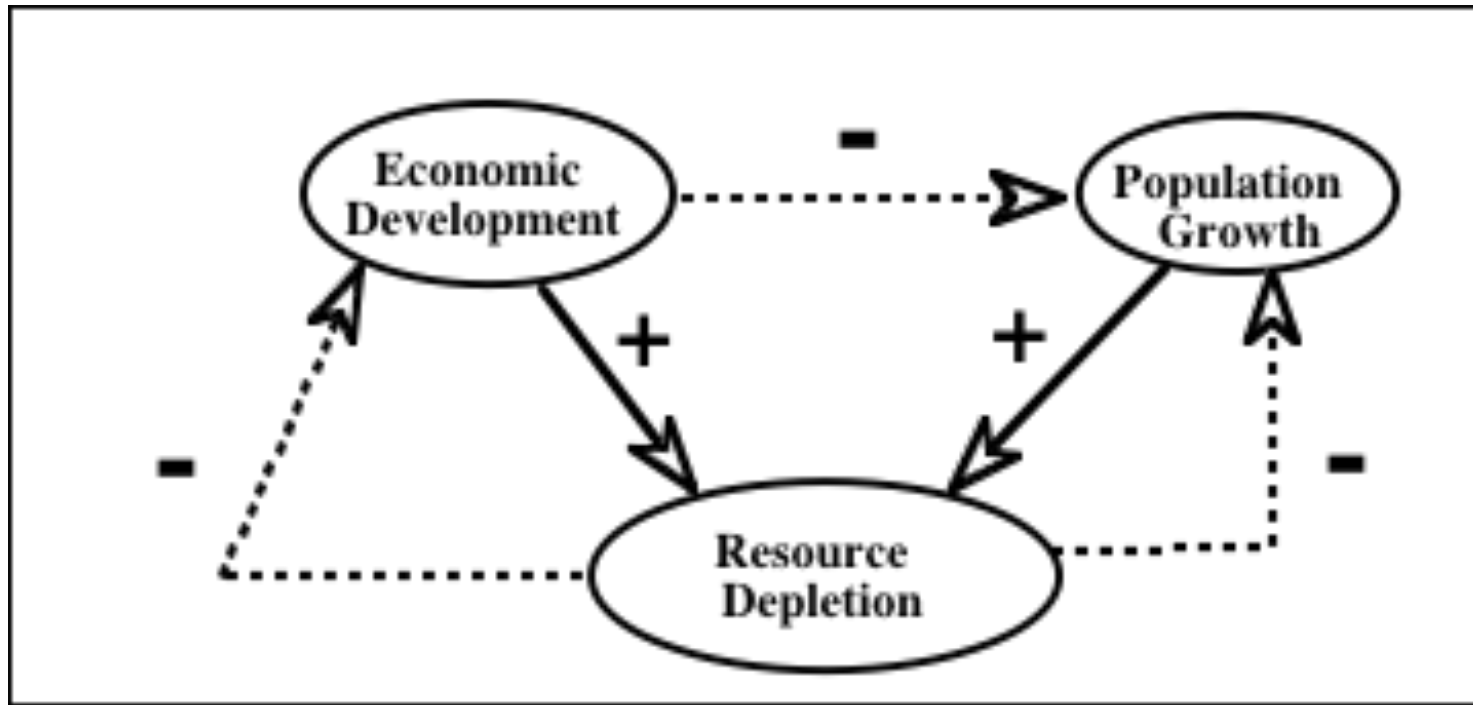 Economic
Development
-
Population
Growth
+
+
-
-
Resource
Depletion